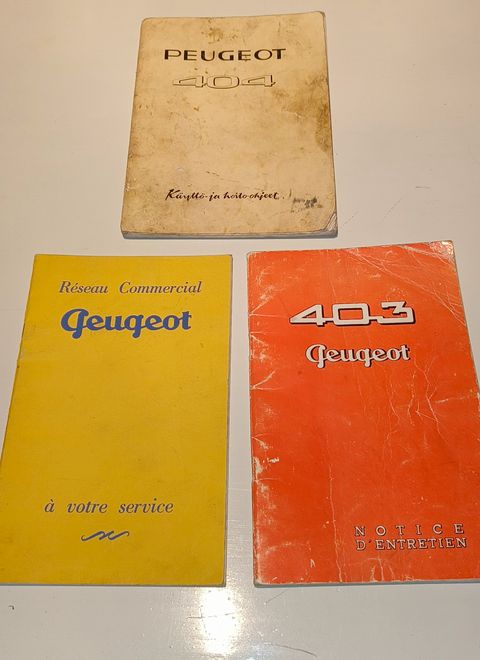 PEUGEOT
404
Käyttö-ja hoito-ohjeet.
Réseau Commercial
Peugeot
à votre service
403
Peugeot
NOTICE
D'ENTRETIEN